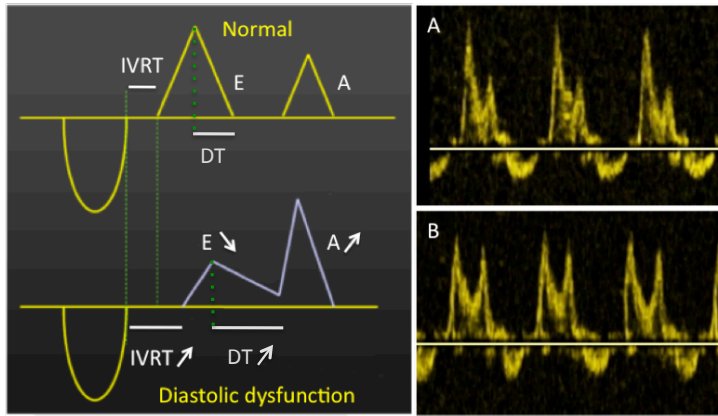 Normal
IVRT
E
A
DT
E ↘
A ↗
IVRT ↗
DT ↗
Diastolic dysfunction
A
B